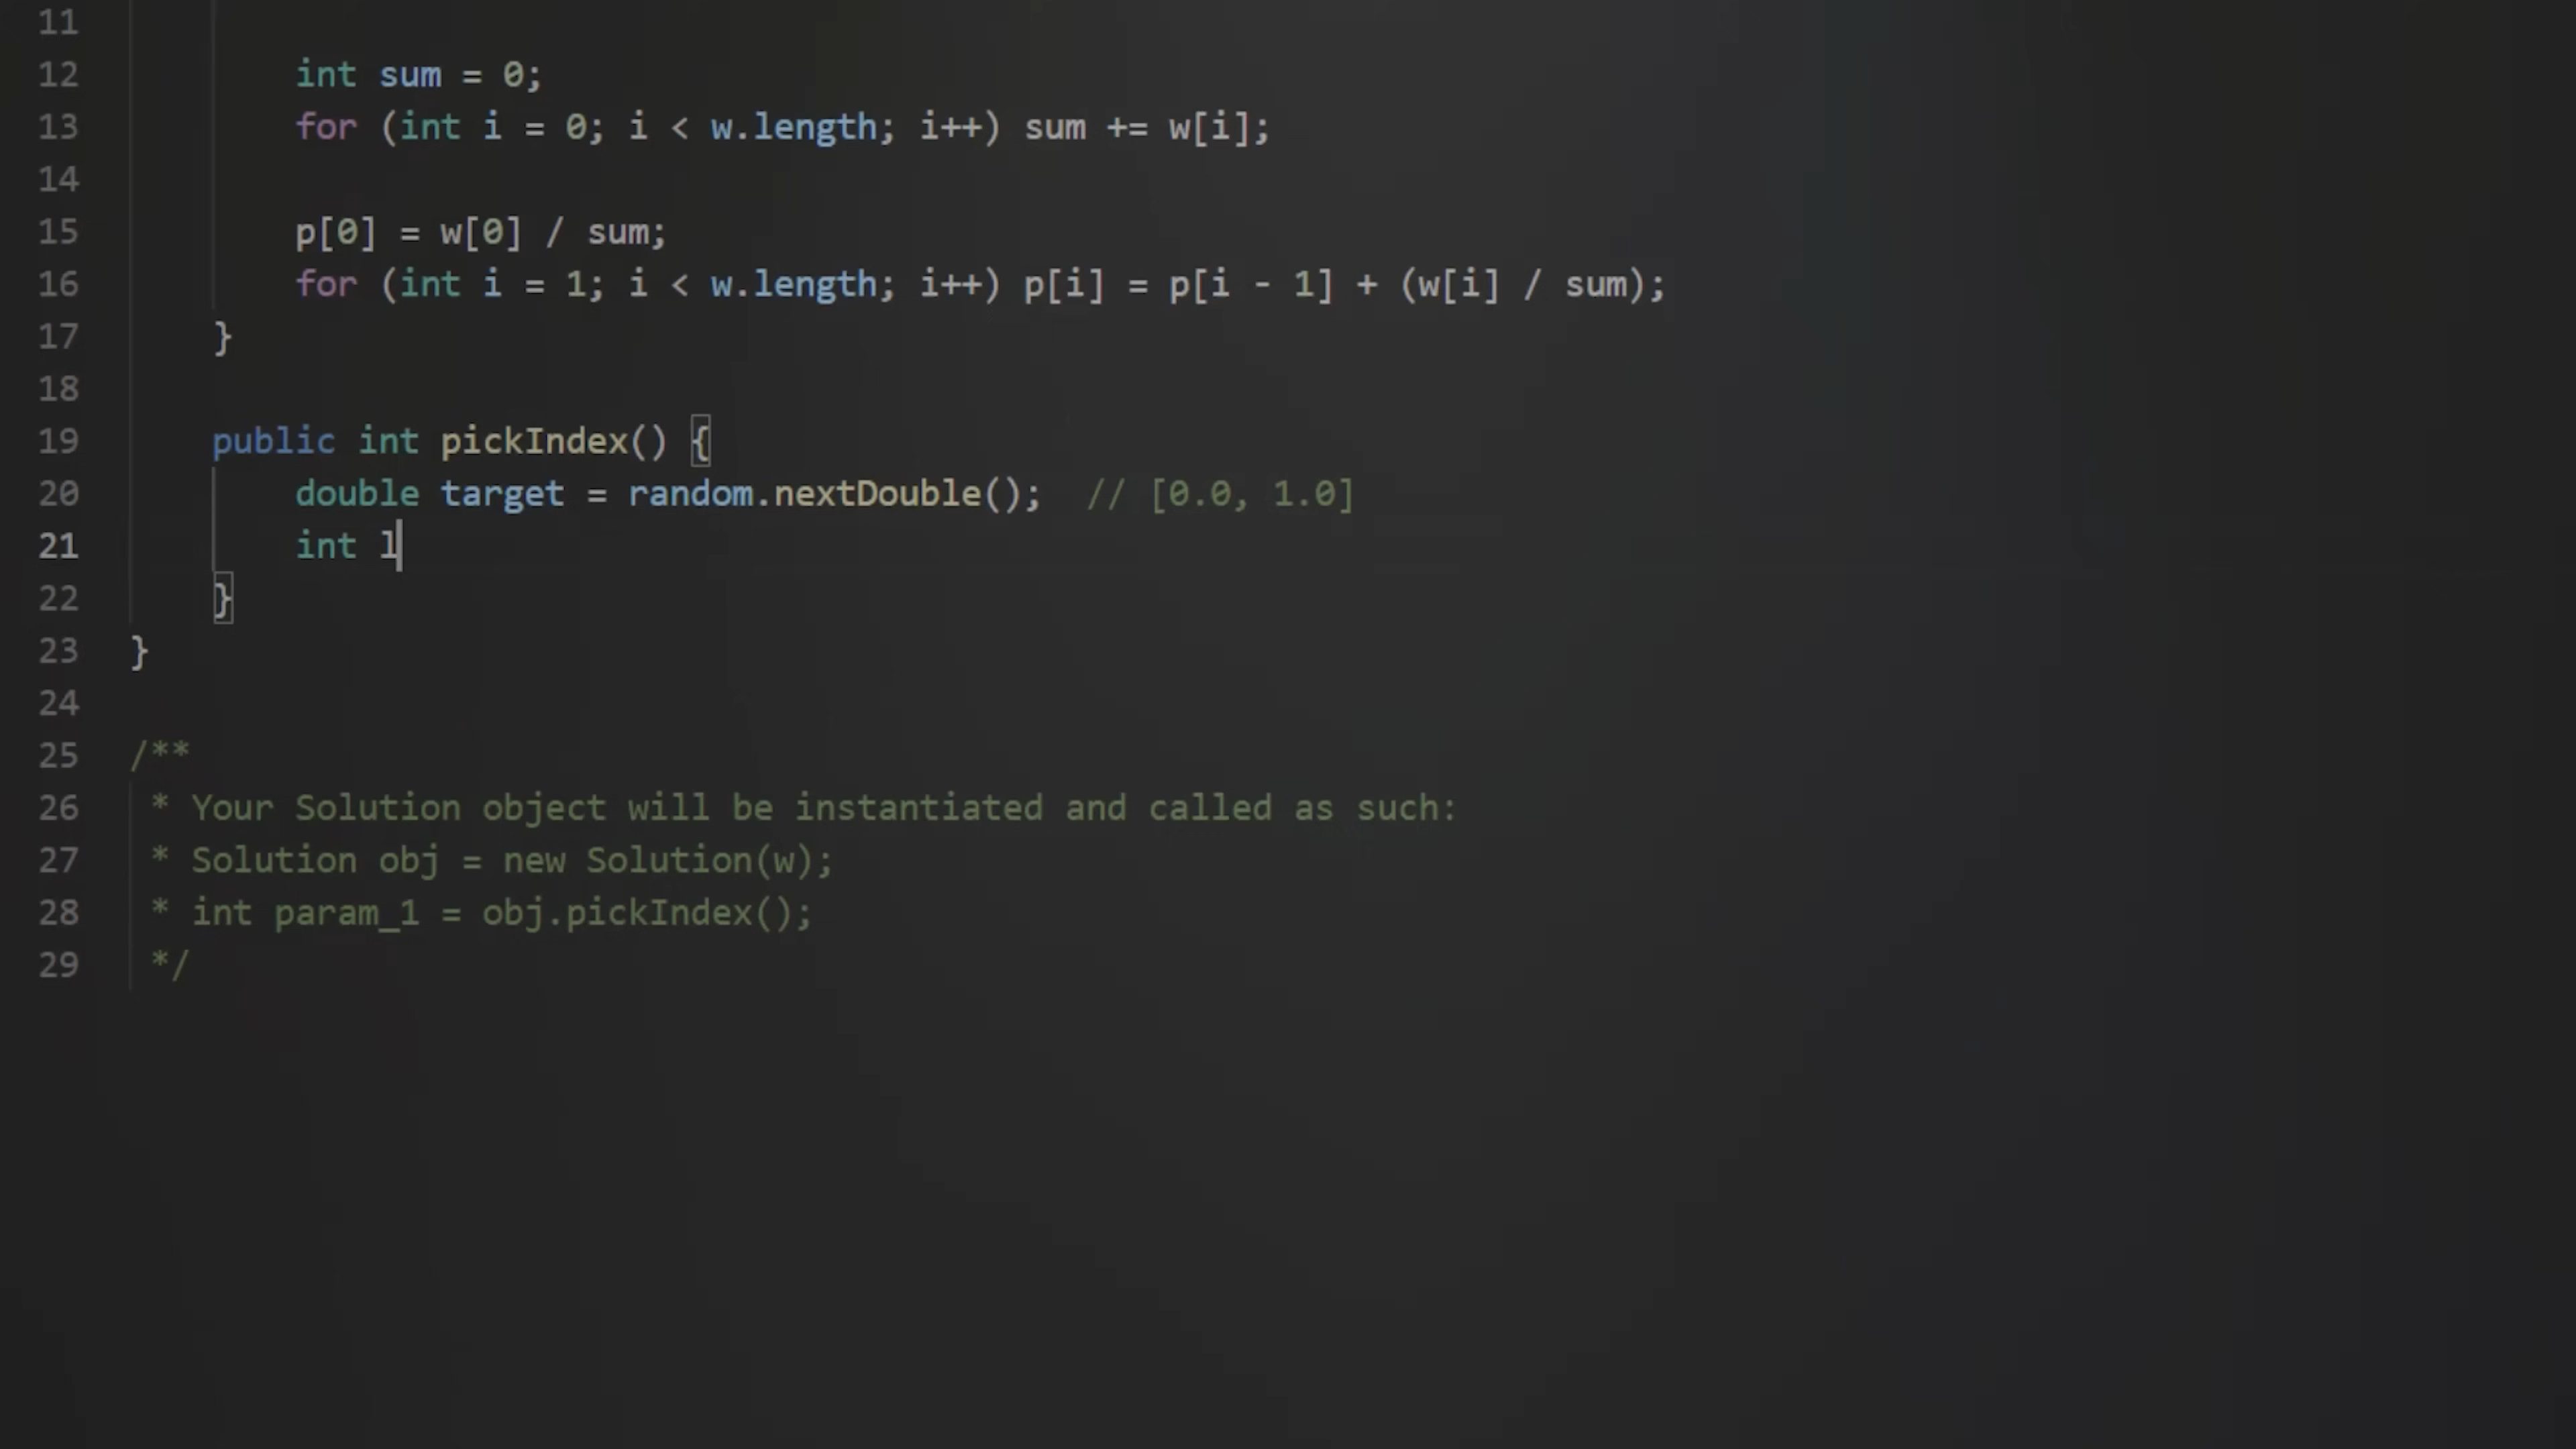 11
12 int sum = 0;
13 for (int i = 0; i < w.length; i++) sum += w[i];
14
15 p[0] = w[0] / sum;
16 for (int i = 1; i < w.length; i++) p[i] = p[i - 1] + (w[i] / sum);
17 }
18
19 public int pickIndex() {
20 double target = random.nextDouble(); // [0.0, 1.0]
21 int l
22 }
23 }
24
25 /**
26 * Your Solution object will be instantiated and called as such:
27 * Solution obj = new Solution(w);
28 * int param_1 = obj.pickIndex();
29 */